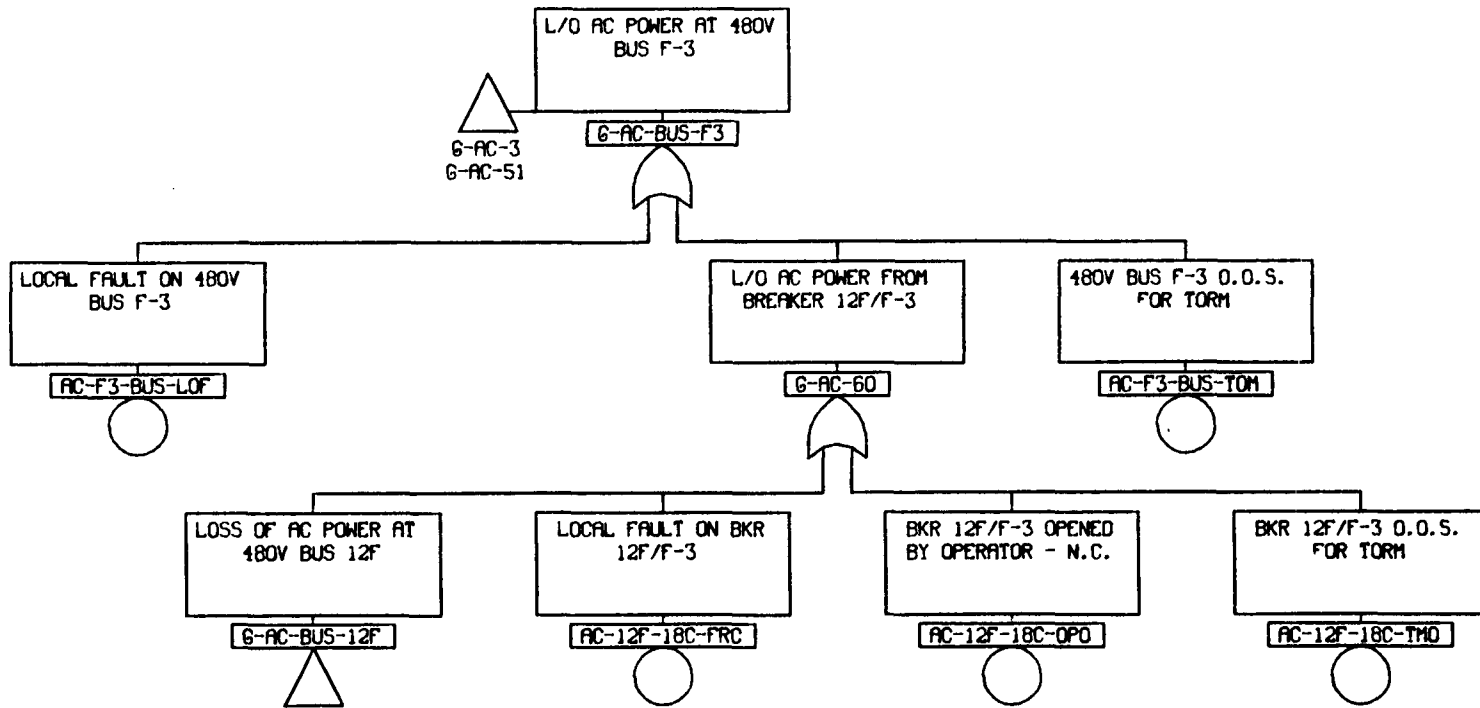 L/O AC POWER AT 480V
BUS F-3
G-AC-BUS-F3
G-AC-3
G-AC-51
LOCAL FAULT ON 480V
BUS F-3
AC-F3-BUS-LOF
L/O AC POWER FROM
BREAKER 12F/F-3
G-AC-60
480V BUS F-3 O.O.S.
FOR TORM
AC-F3-BUS-TOM
LOSS OF AC POWER AT
480V BUS 12F
G-AC-BUS-12F
LOCAL FAULT ON BKR
12F/F-3
AC-12F-18C-FRC
BKR 12F/F-3 OPENED
BY OPERATOR - N.C.
AC-12F-18C-OPO
BKR 12F/F-3 O.O.S.
FOR TORM
AC-12F-18C-TMO